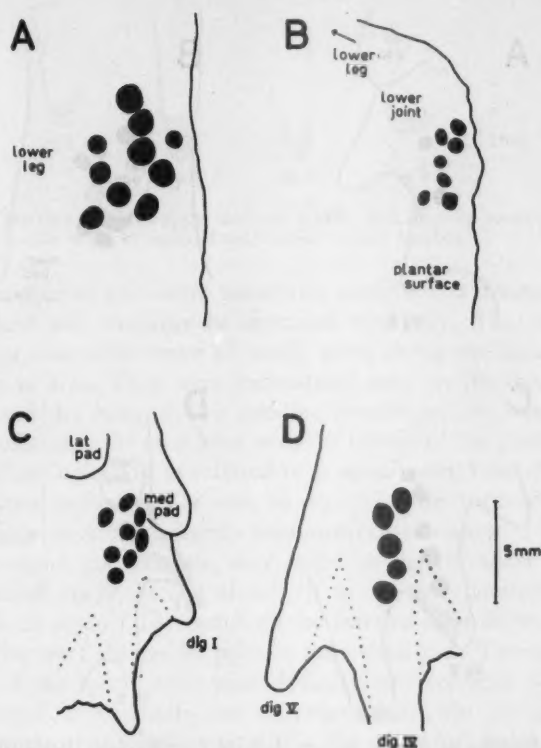 A
lower
leg
B
lower
leg
lower
joint
plantar
surface
C
lat
pad
med
pad
dig I
D
5mm
dig V
dig IV